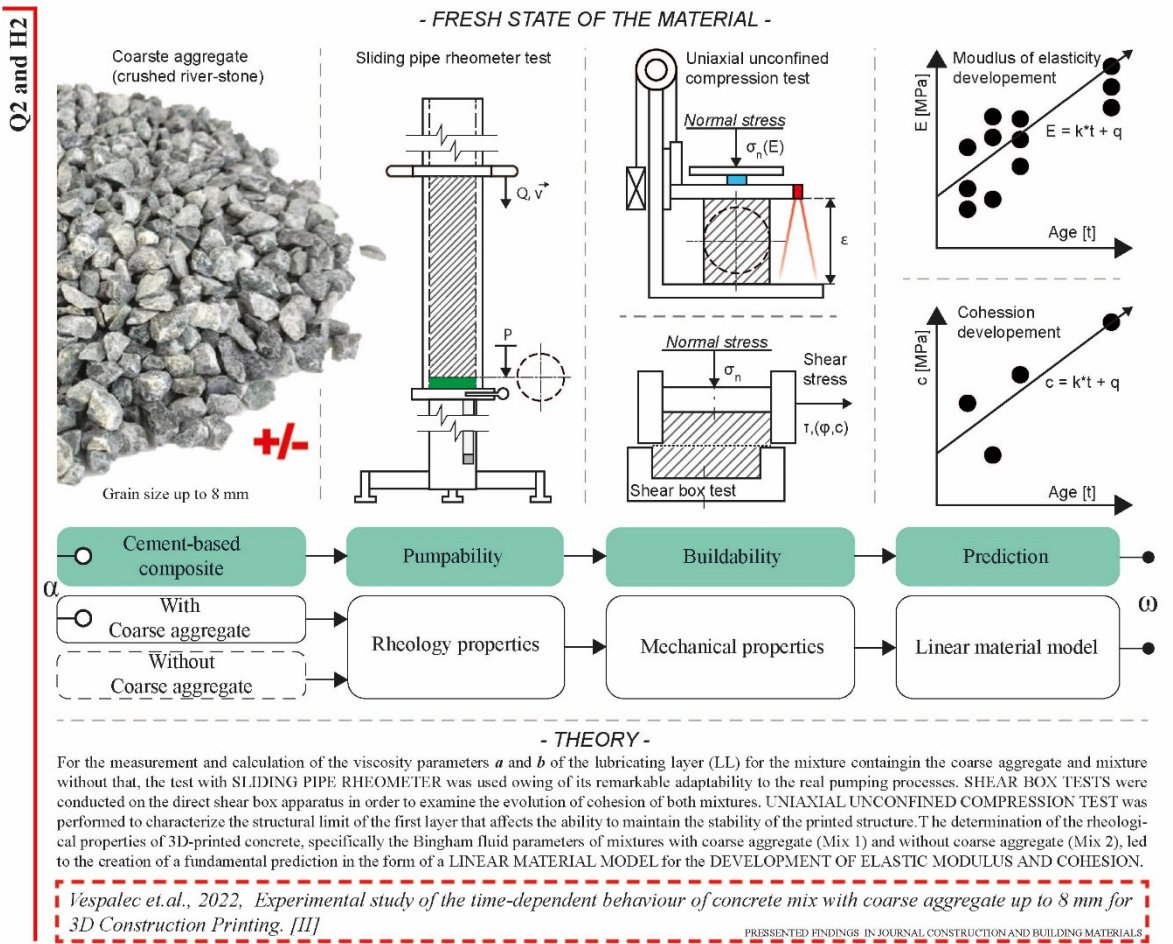 Q2 and H2
- FRESH STATE OF THE MATERIAL -
Coarste aggregate
(crushed river-stone)
+/-
Grain size up to 8 mm
Sliding pipe rheometer test
Q, v
P
Uniaxial unconfined
compression test
Normal stress
σn(E)
ε
Normal stress
σn
Shear
stress
τ,(φ,c)
Shear box test
Moudlus of elasticity
developement
E [MPa]
E = k*t + q
Age [t]
Cohession
developement
c [MPa]
c = k*t + q
Age [t]
Cement-based
composite
Pumpability
Buildability
Prediction
α
ω
With
Coarse aggregate
Without
Coarse aggregate
Rheology properties
Mechanical properties
Linear material model
- THEORY -
For the measurement and calculation of the viscosity parameters a and b of the lubricating layer (LL) for the mixture containgin the coarse aggregate and mixture
without that, the test with SLIDING PIPE RHEOMETER was used owing of its remarkable adaptability to the real pumping processes. SHEAR BOX TESTS were
conducted on the direct shear box apparatus in order to examine the evolution of cohesion of both mixtures. UNIAXIAL UNCONFINED COMPRESSION TEST was
performed to characterize the structural limit of the first layer that affects the ability to maintain the stability of the printed structure.The determination of the rheologi-
cal properties of 3D-printed concrete, specifically the Bingham fluid parameters of mixtures with coarse aggregate (Mix 1) and without coarse aggregate (Mix 2), led
to the creation of a fundamental prediction in the form of a LINEAR MATERIAL MODEL for the DEVELOPMENT OF ELASTIC MODULUS AND COHESION.
Vespalec et.al., 2022, Experimental study of the time-dependent behaviour of concrete mix with coarse aggregate up to 8 mm for
3D Construction Printing. [II]
PRESSENTED FINDINGS IN JOURNAL CONSTRUCTION AND BUILDING MATERIALS